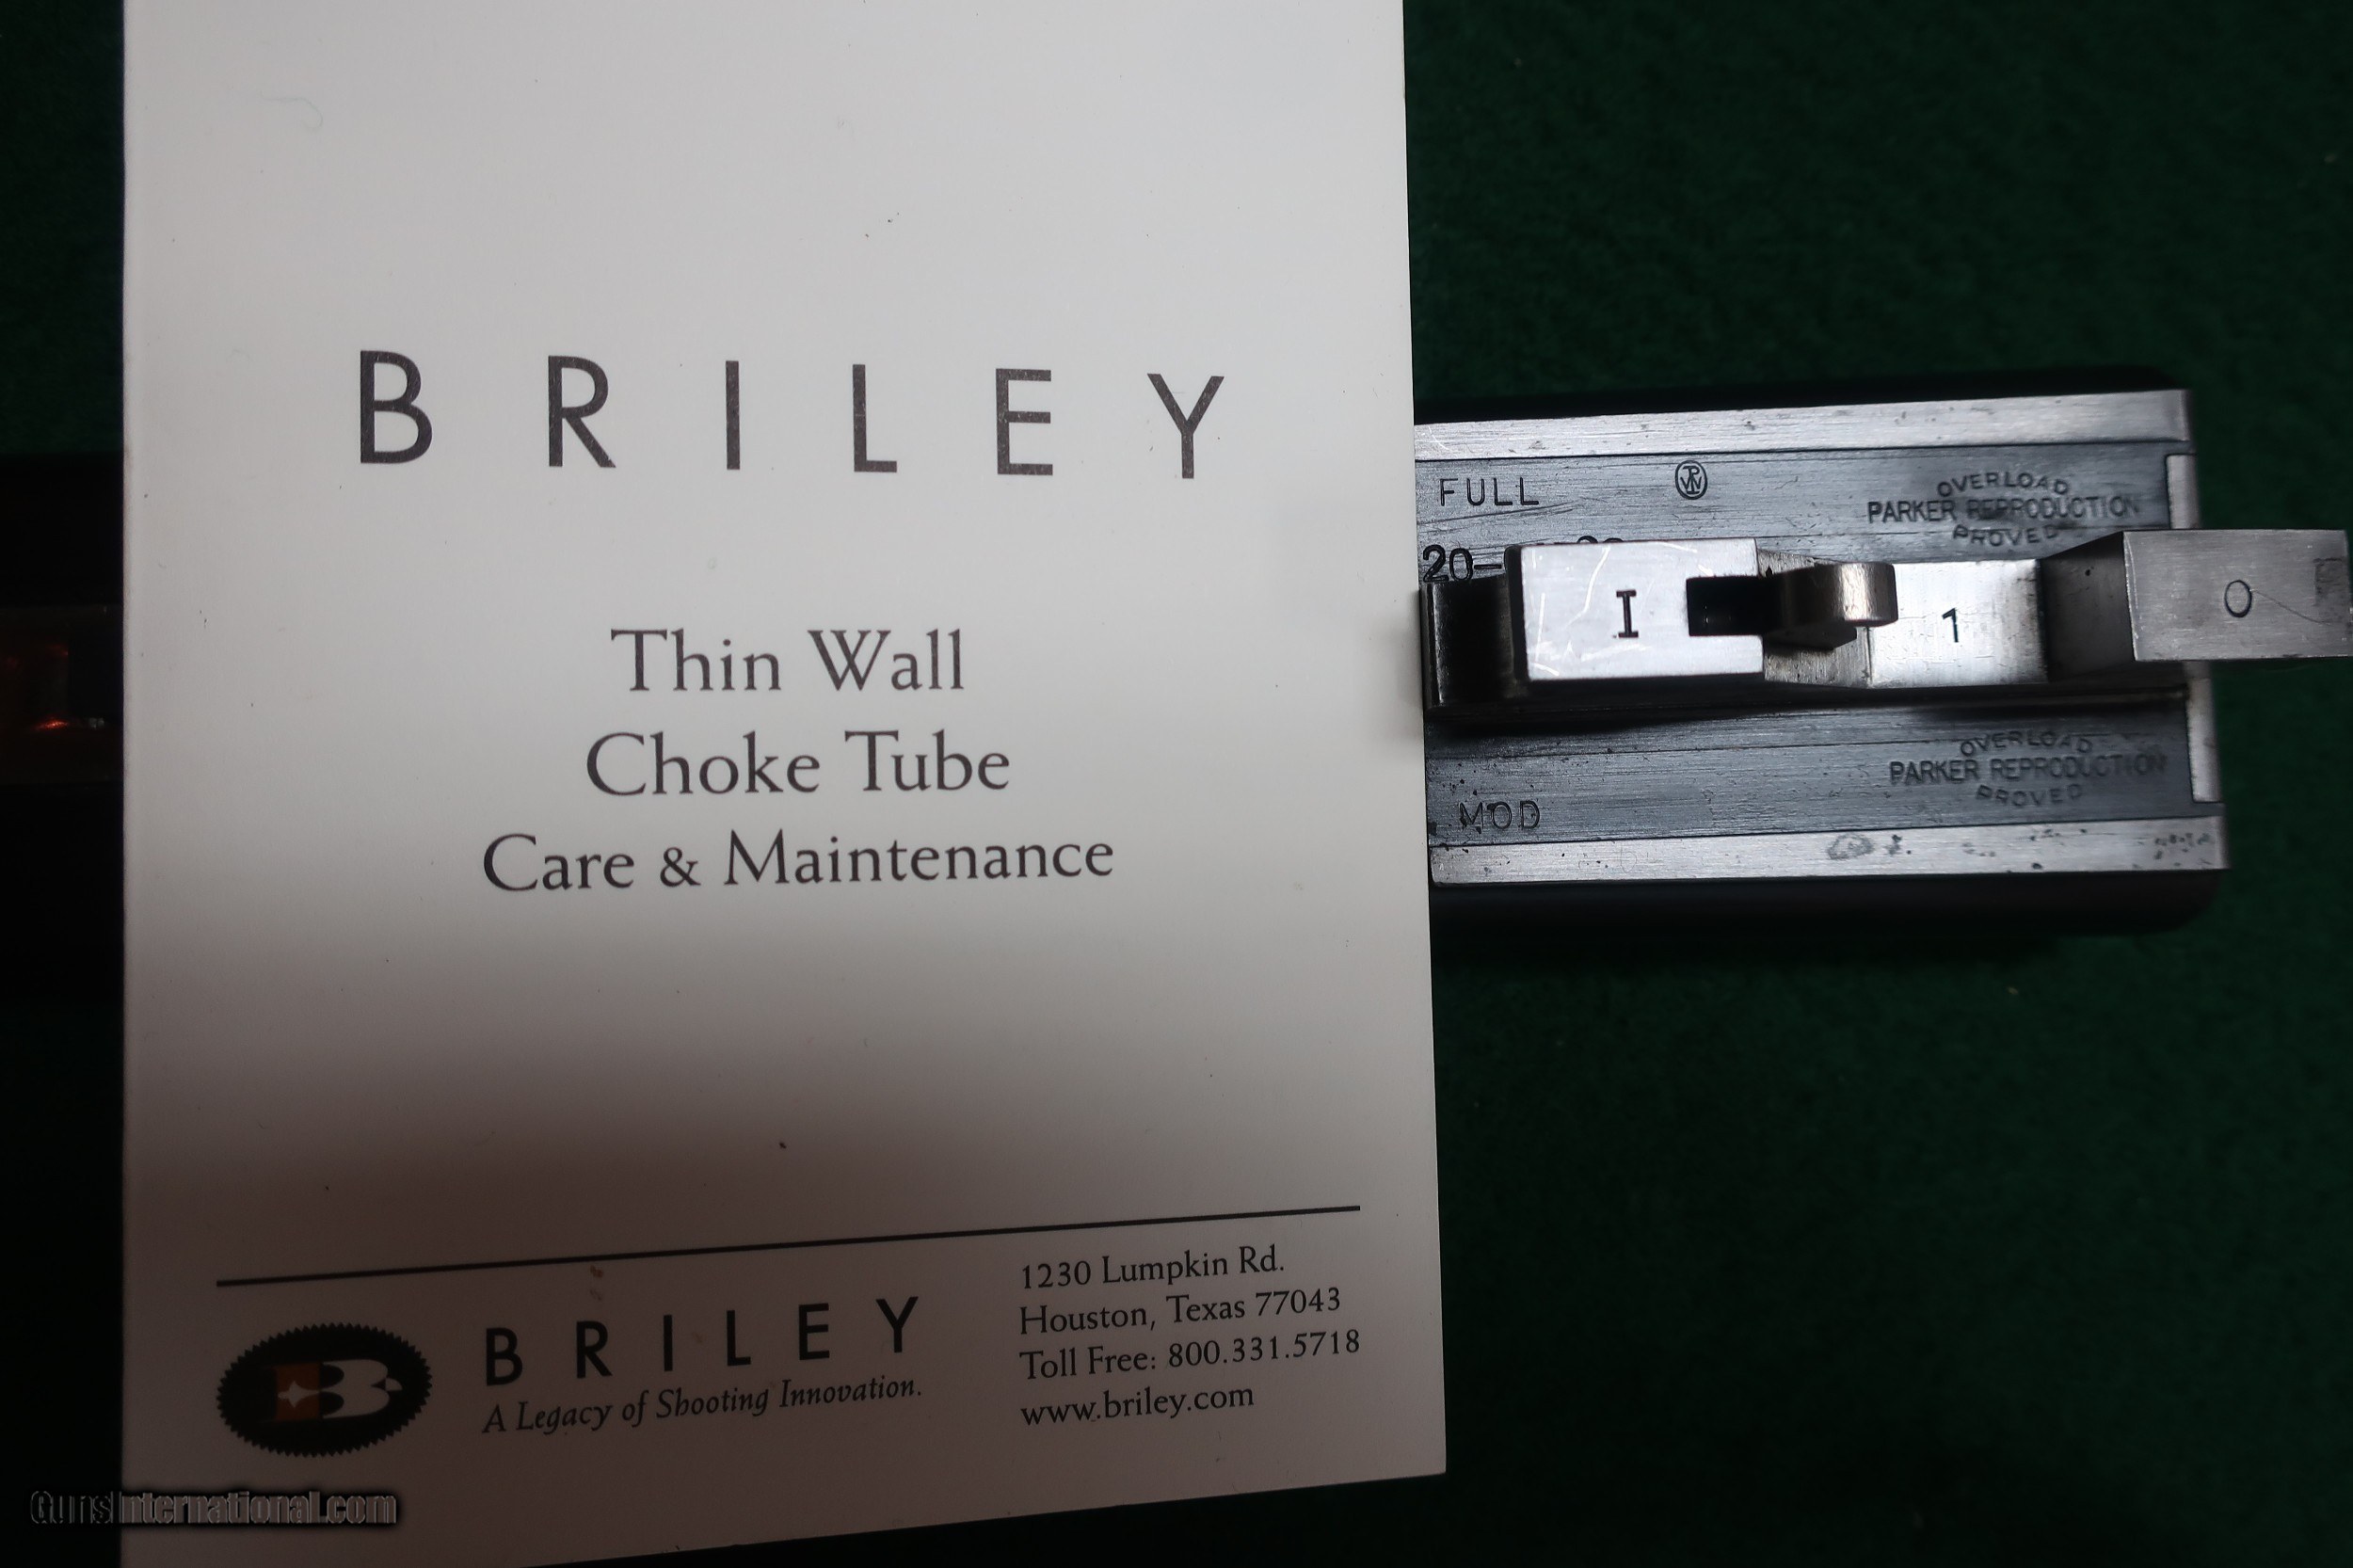 BRILEY
Thin Wall
Choke Tube
Care & Maintenance
BRILEY
A Legacy of Shooting Innovation.
1230 Lumpkin Rd.
Houston, Texas 77043
Toll Free: 800.331.5718
www.briley.com
FULL
OVERLOAD
PARKER REPRODUCTION
PROVED
20-
I
1
O
OVERLOAD
PARKER REPRODUCTION
PROVED
MOD
GunsInternational.com